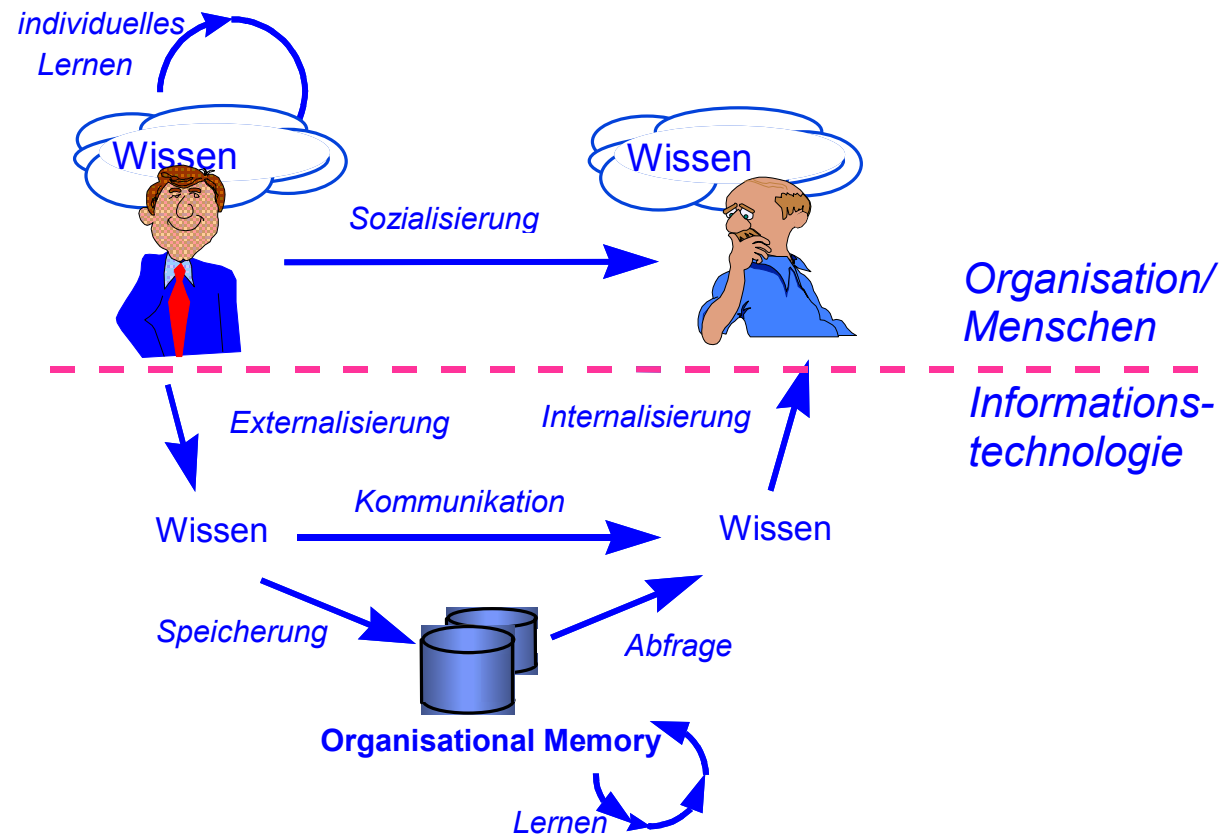 individuelles
Lernen
Wissen
Wissen
Sozialisierung
Organisation/
Menschen
Informations-
technologie
Externalisierung
Internalisierung
Kommunikation
Wissen
Wissen
Speicherung
Abfrage
Organisational Memory
Lernen